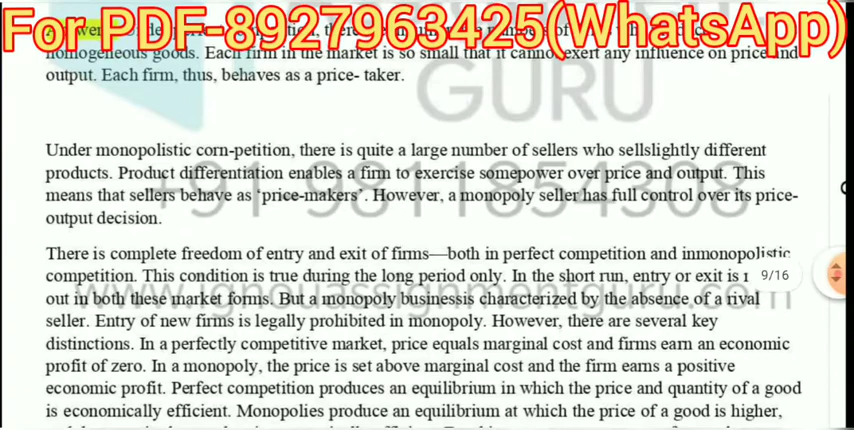 For PDF-8927963425(WhatsApp)
homogeneous goods. Each firm in the market is so small that it cannot exert any influence on price and
output. Each firm, thus, behaves as a price- taker.
GURU
Under monopolistic corn-petition, there is quite a large number of sellers who sellslightly different
products. Product differentiation enables a firm to exercise somepower over price and output. This
+91 9811854308
means that sellers behave as ‘price-makers’. However, a monopoly seller has full control over its price-
output decision.
There is complete freedom of entry and exit of firms—both in perfect competition and inmonopolistic
competition. This condition is true during the long period only. In the short run, entry or exit is
9/16
out in both these market forms. But a monopoly businessis characterized by the absence of a rival
www.ignouassignmentguru.com
seller. Entry of new firms is legally prohibited in monopoly. However, there are several key
distinctions. In a perfectly competitive market, price equals marginal cost and firms earn an economic
profit of zero. In a monopoly, the price is set above marginal cost and the firm earns a positive
economic profit. Perfect competition produces an equilibrium in which the price and quantity of a good
is economically efficient. Monopolies produce an equilibrium at which the price of a good is higher,